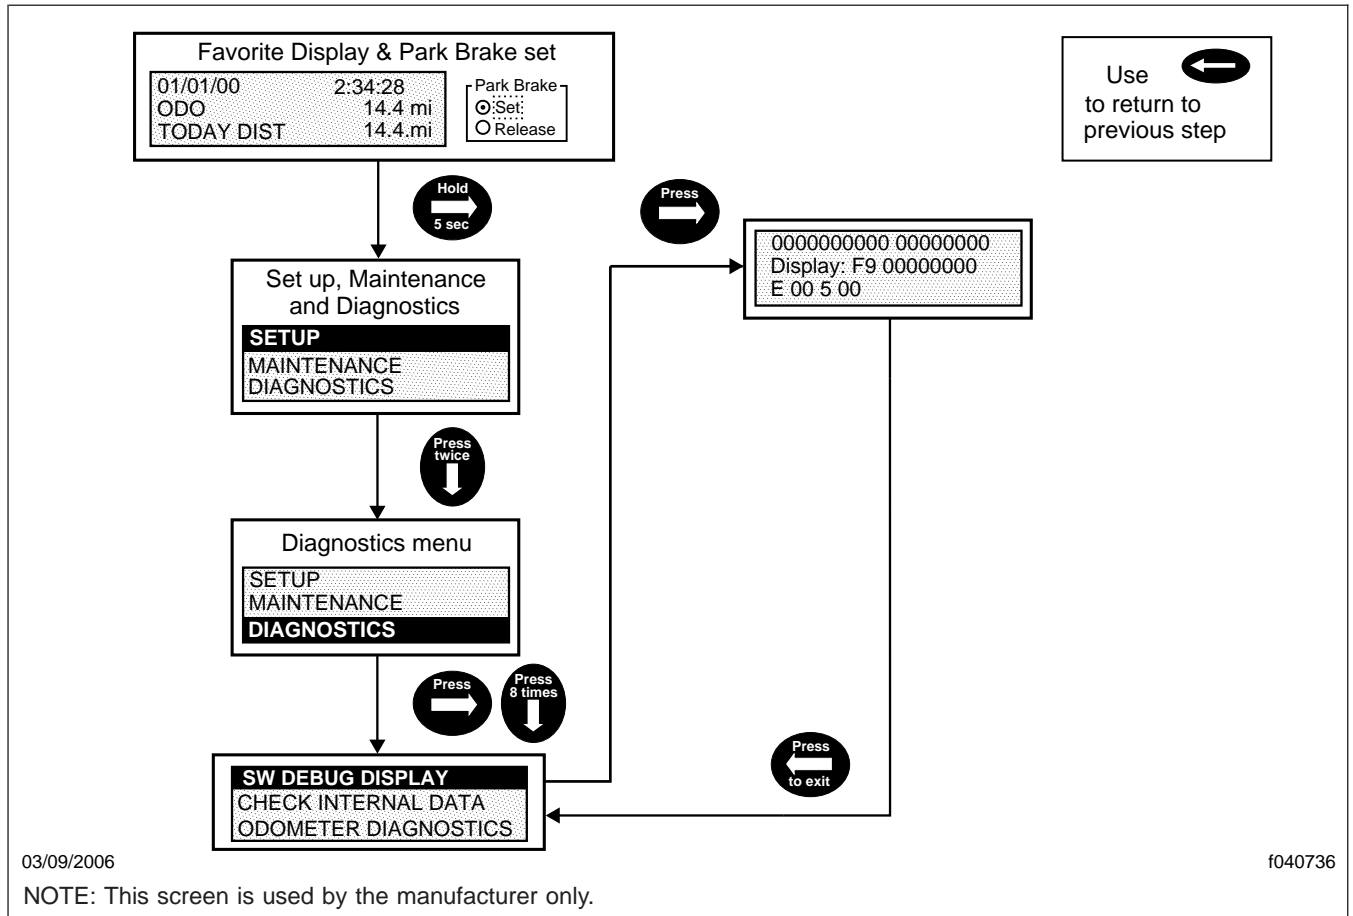 Favorite Display & Park Brake set
01/01/00 2:34:28
ODO 14.4 mi
TODAY DIST 14.4.mi
Park Brake
Set
Release
Use
to return to
previous step
Hold
5 sec
Press
0000000000 00000000
Display: F9 00000000
E 00 5 00
Set up, Maintenance
and Diagnostics
SETUP
MAINTENANCE
DIAGNOSTICS
Press
twice
Diagnostics menu
SETUP
MAINTENANCE
DIAGNOSTICS
Press
Press
8 times
Press
to exit
SW DEBUG DISPLAY
CHECK INTERNAL DATA
ODOMETER DIAGNOSTICS
03/09/2006
f040736
NOTE: This screen is used by the manufacturer only.